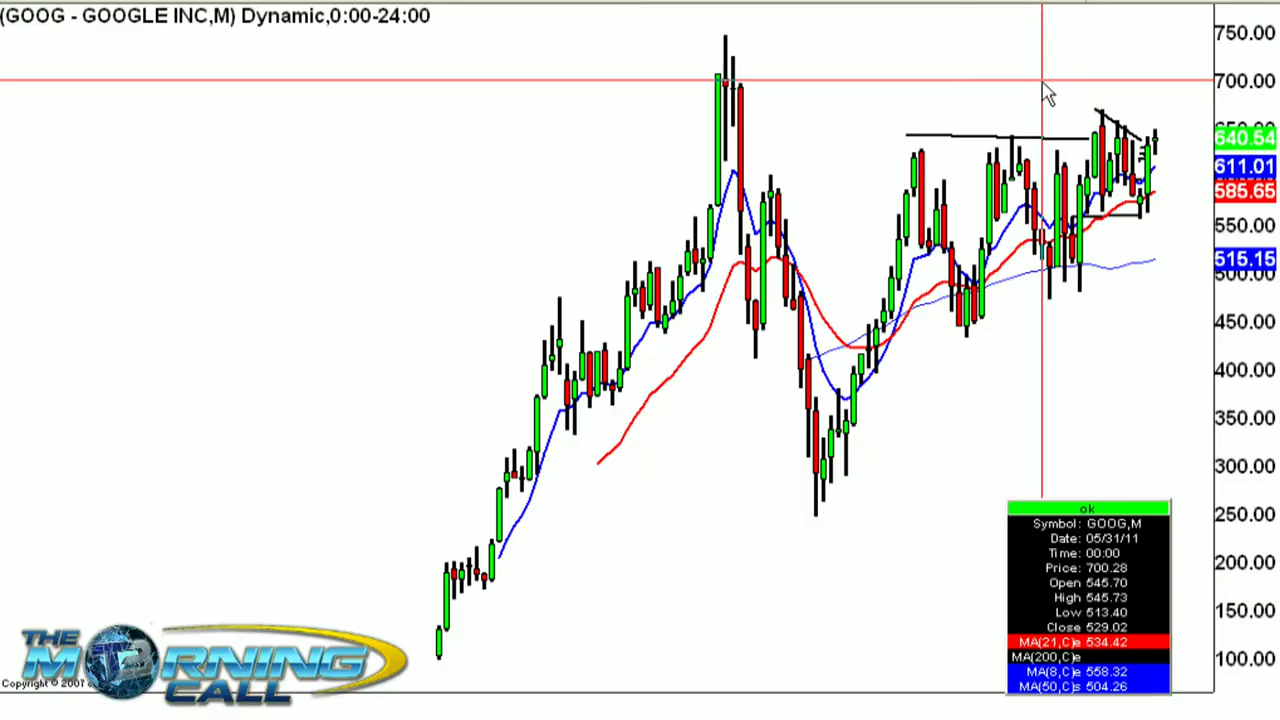 (GOOG - GOOGLE INC,M) Dynamic,0:00-24:00
750.00
700.00
640.54
611.01
585.65
550.00
515.15
500.00
450.00
400.00
350.00
300.00
250.00
200.00
150.00
100.00
ok
Symbol: GOOG,M
Date: 05/31/11
Time: 00:00
Price: 700.28
Open 545.70
High 545.73
Low 513.40
Close 529.02
MA(21,C)e 534.42
MA(200,C)e
MA(8,C)e 558.32
MA(50,C)s 504.26
THE
MORNING
CALL
Copyright © 2007